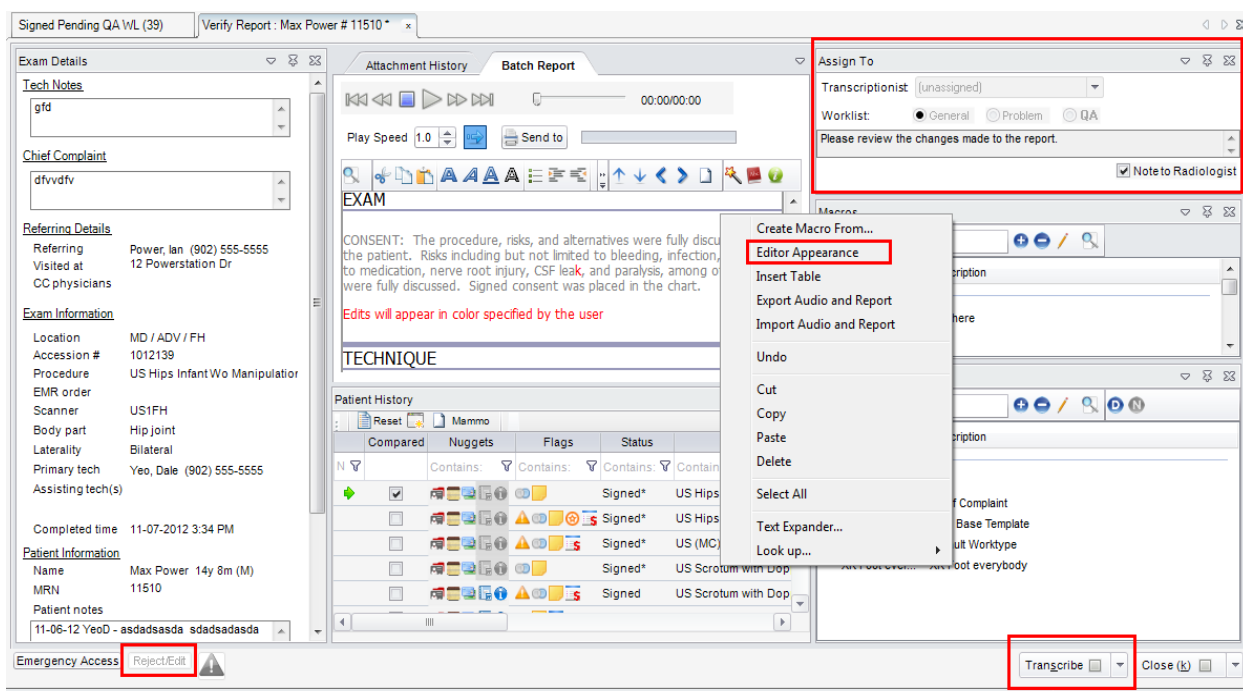 Signed Pending QA WL (39)
Verify Report : Max Power # 11510 *
Exam Details
Tech Notes
gfd
Chief Complaint
dfvvdfv
Referring Details
Referring Power, Ian (902) 555-5555
Visited at 12 Powerstation Dr
CC physicians
Exam Information
Location MD / ADV / FH
Accession # 1012139
Procedure US Hips Infant Wo Manipulation
EMR order
Scanner US1FH
Body part Hip joint
Laterality Bilateral
Primary tech Yeo, Dale (902) 555-5555
Assisting tech(s)
Completed time 11-07-2012 3:34 PM
Patient Information
Name Max Power 14y 8m (M)
MRN 11510
Patient notes
11-06-12 YeoD - asdadsasda sdadsadasda
Emergency Access
Reject/Edit
Attachment History
Batch Report
00:00/00:00
Play Speed 1.0
Send to
EXAM
CONSENT: The procedure, risks, and alternatives were fully discu
the patient. Risks including but not limited to bleeding, infection,
to medication, nerve root injury, CSF leak, and paralysis, among o
were fully discussed. Signed consent was placed in the chart.
Edits will appear in color specified by the user
TECHNIQUE
Patient History
Reset Mammo
Compared Nuggets Flags Status
N Contains: Contains: Contains: Contain
Signed* US Hips
Signed* US Hips
Signed* US (MC)
Signed* US Scrotum with Dop
Signed US Scrotum with Dop
Create Macro From...
Editor Appearance
Insert Table
Export Audio and Report
Import Audio and Report
Undo
Cut
Copy
Paste
Delete
Select All
Text Expander...
Look up...
Assign To
Transcriptionist (unassigned)
Worklist: General Problem QA
Please review the changes made to the report.
Note to Radiologist
Macros
cription
here
cription
f Complaint
Base Template
ult Worktype
XR Foot ever... XR Foot everybody
Transcribe
Close (k)